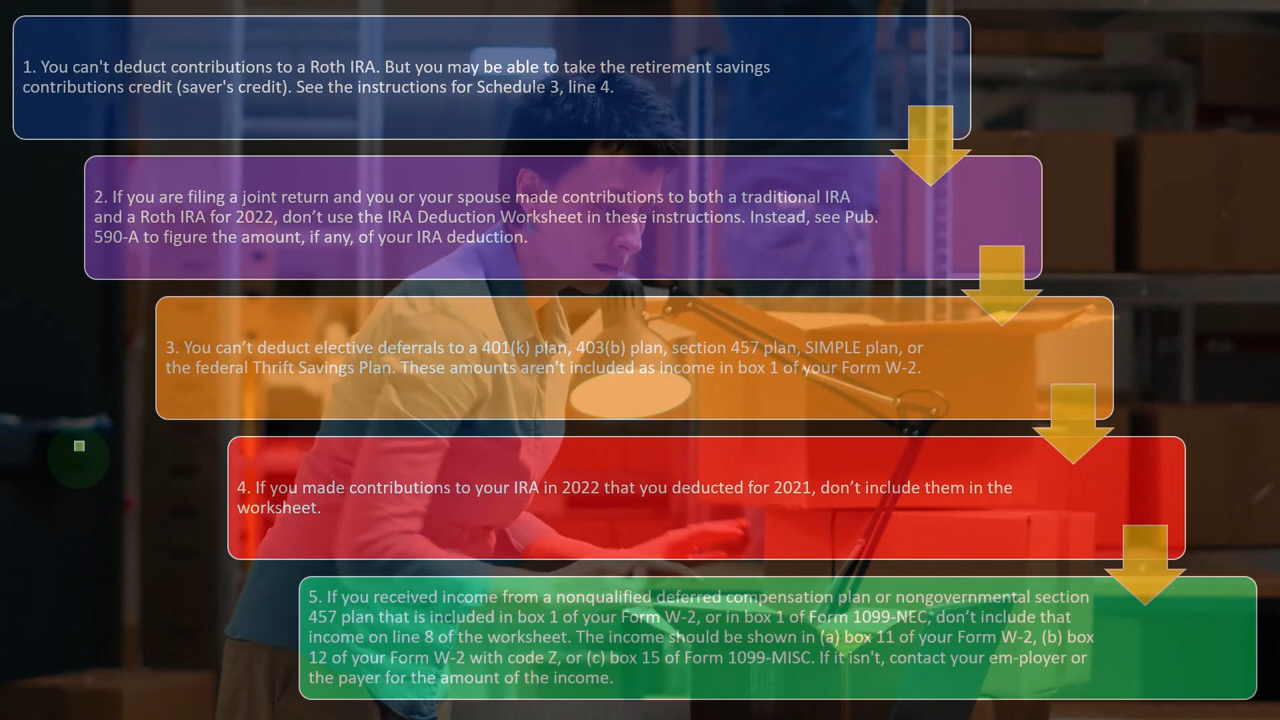 1. You can't deduct contributions to a Roth IRA. But you may be able to take the retirement savings
contributions credit (saver's credit). See the instructions for Schedule 3, line 4.
2. If you are filing a joint return and you or your spouse made contributions to both a traditional IRA
and a Roth IRA for 2022, don’t use the IRA Deduction Worksheet in these instructions. Instead, see Pub.
590-A to figure the amount, if any, of your IRA deduction.
3. You can’t deduct elective deferrals to a 401(k) plan, 403(b) plan, section 457 plan, SIMPLE plan, or
the federal Thrift Savings Plan. These amounts aren't included as income in box 1 of your Form W-2.
4. If you made contributions to your IRA in 2022 that you deducted for 2021, don’t include them in the
worksheet.
5. If you received income from a nonqualified deferred compensation plan or nongovernmental section
457 plan that is included in box 1 of your Form W-2, or in box 1 of Form 1099-NEC, don’t include that
income on line 8 of the worksheet. The income should be shown in (a) box 11 of your Form W-2, (b) box
12 of your Form W-2 with code Z, or (c) box 15 of Form 1099-MISC. If it isn't, contact your em-ployer or
the payer for the amount of the income.